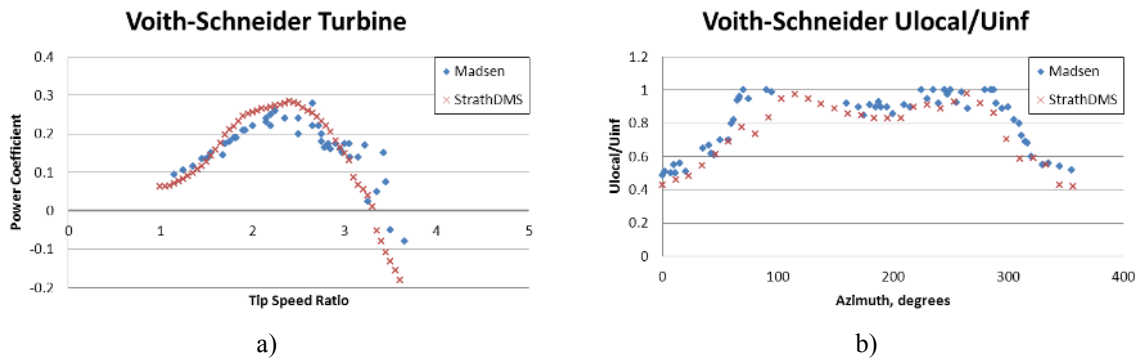 Voith-Schneider Turbine
0.4
0.3
0.2
0.1
0
-0.1
-0.2
Power Coefficient
0 1 2 3 4 5
Tip Speed Ratio
Madsen
StrathDMS
a)
Voith-Schneider Ulocal/Uinf
1.2
1
0.8
0.6
0.4
0.2
0
Ulocal/Uinf
0 100 200 300 400
Azimuth, degrees
Madsen
StrathDMS
b)